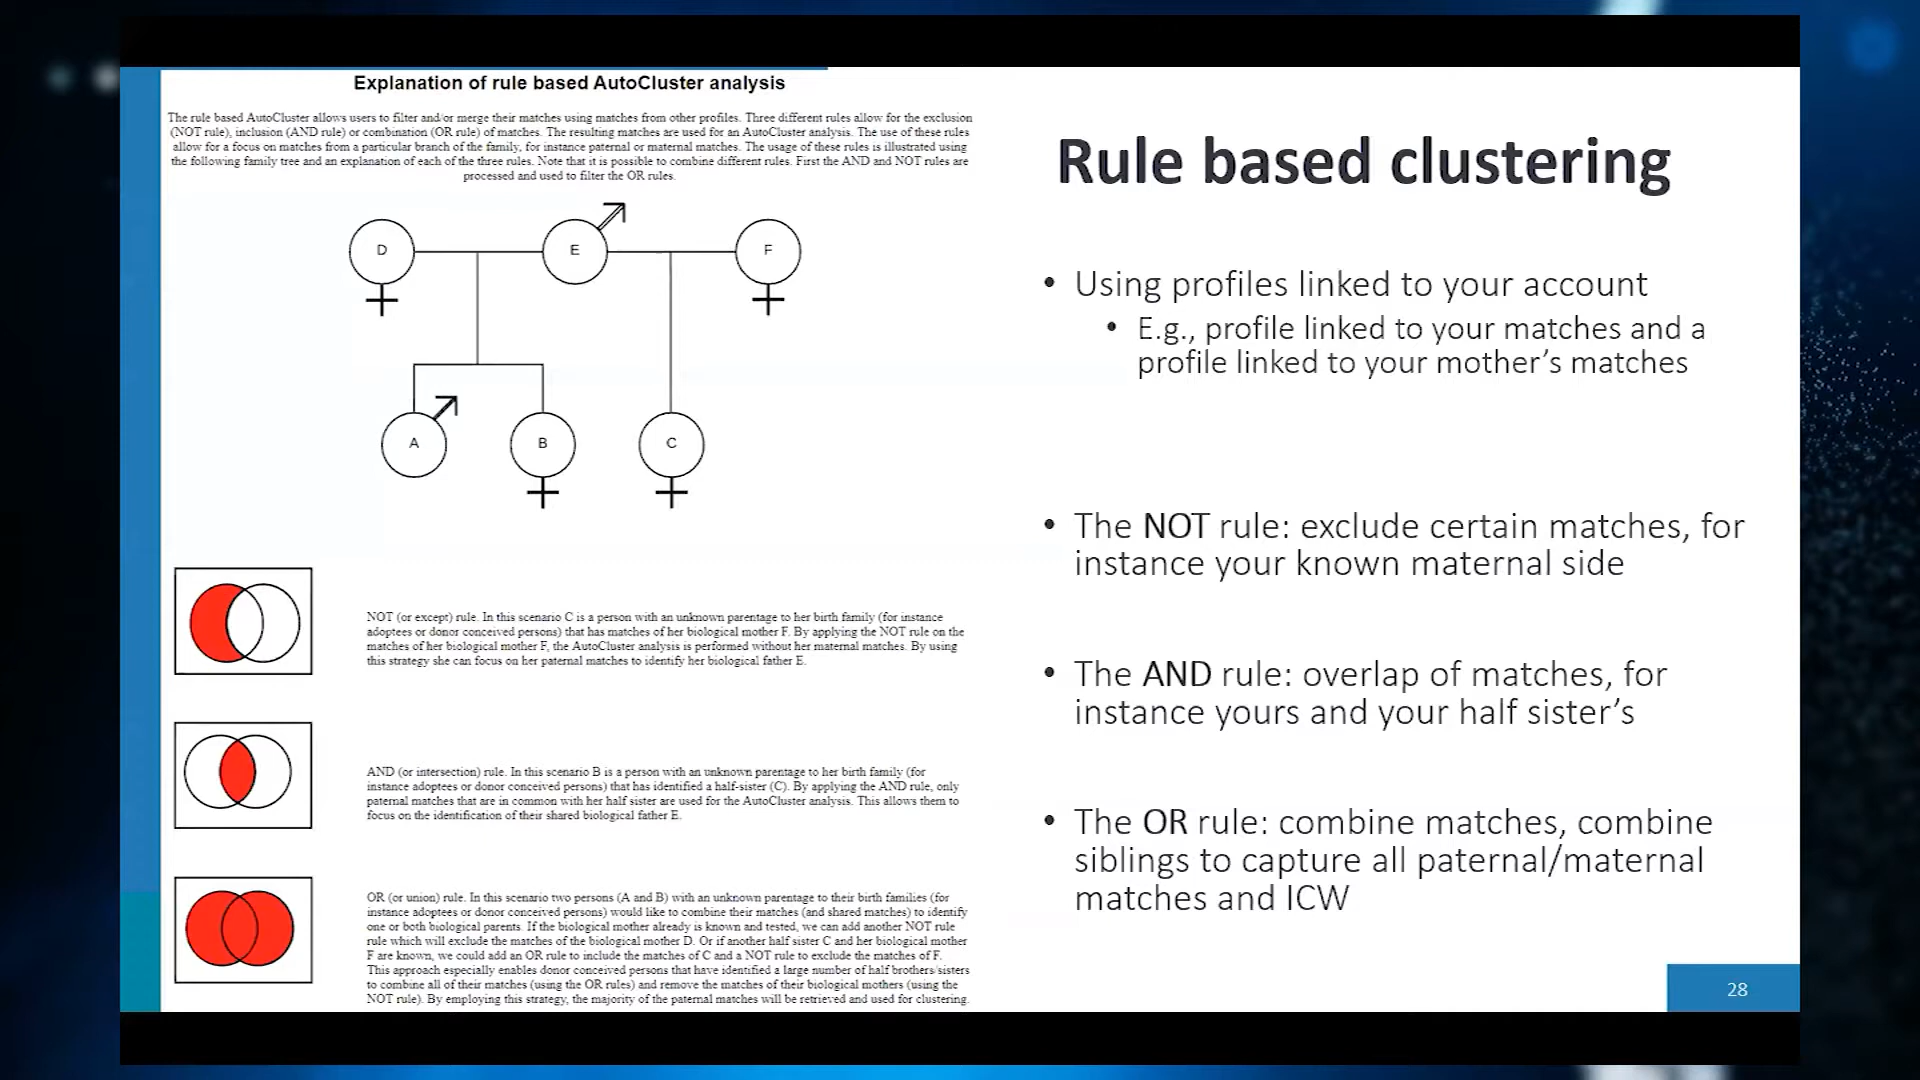 Explanation of rule based AutoCluster analysis
The rule based AutoCluster allows users to filter and/or merge their matches using matches from other profiles. Three different rules allow for the exclusion
(NOT rule), inclusion (AND rule) or combination (OR rule) of matches. The resulting matches are used for an AutoCluster analysis. The use of these rules
allow for a focus on matches from a particular branch of the family, for instance paternal or maternal matches. The usage of these rules is illustrated using
the following family tree and an explanation of each of the three rules. Note that it is possible to combine different rules. First the AND and NOT rules are
processed and used to filter the OR rules.
D
E
F
A
B
C
NOT (or except) rule. In this scenario C is a person with an unknown parentage to her birth family (for instance
adoptees or donor conceived persons) that has matches of her biological mother F. By applying the NOT rule on the
matches of her biological mother F, the AutoCluster analysis is performed without her maternal matches. By using
this strategy she can focus on her paternal matches to identify her biological father E.
AND (or intersection) rule. In this scenario B is a person with an unknown parentage to her birth family (for
instance adoptees or donor conceived persons) that has identified a half-sister (C). By applying the AND rule, only
paternal matches that are in common with her half sister are used for the AutoCluster analysis. This allows them to
focus on the identification of their shared biological father E.
OR (or union) rule. In this scenario two persons (A and B) with an unknown parentage to their birth families (for
instance adoptees or donor conceived persons) would like to combine their matches (and shared matches) to identify
one or both biological parents. If the biological mother already is known and tested, we can add another NOT rule
rule which will exclude the matches of the biological mother D. Or if another half sister C and her biological mother
F are known, we could add an OR rule to include the matches of C and a NOT rule to exclude the matches of F.
This approach especially enables donor conceived persons that have identified a large number of half brothers/sisters
to combine all of their matches (using the OR rules) and remove the matches of their biological mothers (using the
NOT rule). By employing this strategy, the majority of the paternal matches will be retrieved and used for clustering.
Rule based clustering
• Using profiles linked to your account
• E.g., profile linked to your matches and a
profile linked to your mother's matches
• The NOT rule: exclude certain matches, for
instance your known maternal side
• The AND rule: overlap of matches, for
instance yours and your half sister's
• The OR rule: combine matches, combine
siblings to capture all paternal/maternal
matches and ICW
28